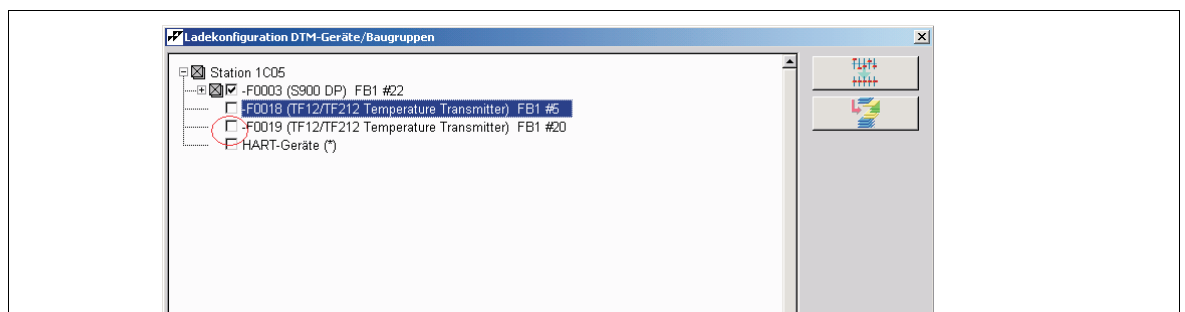 Ladekonfiguration DTM-Geräte/Baugruppen
Station 1C05
-F0003 (S900 DP) FB1 #22
-F0018 (TF12/TF212 Temperature Transmitter) FB1 #5
-F0019 (TF12/TF212 Temperature Transmitter) FB1 #20
HART-Geräte (*)